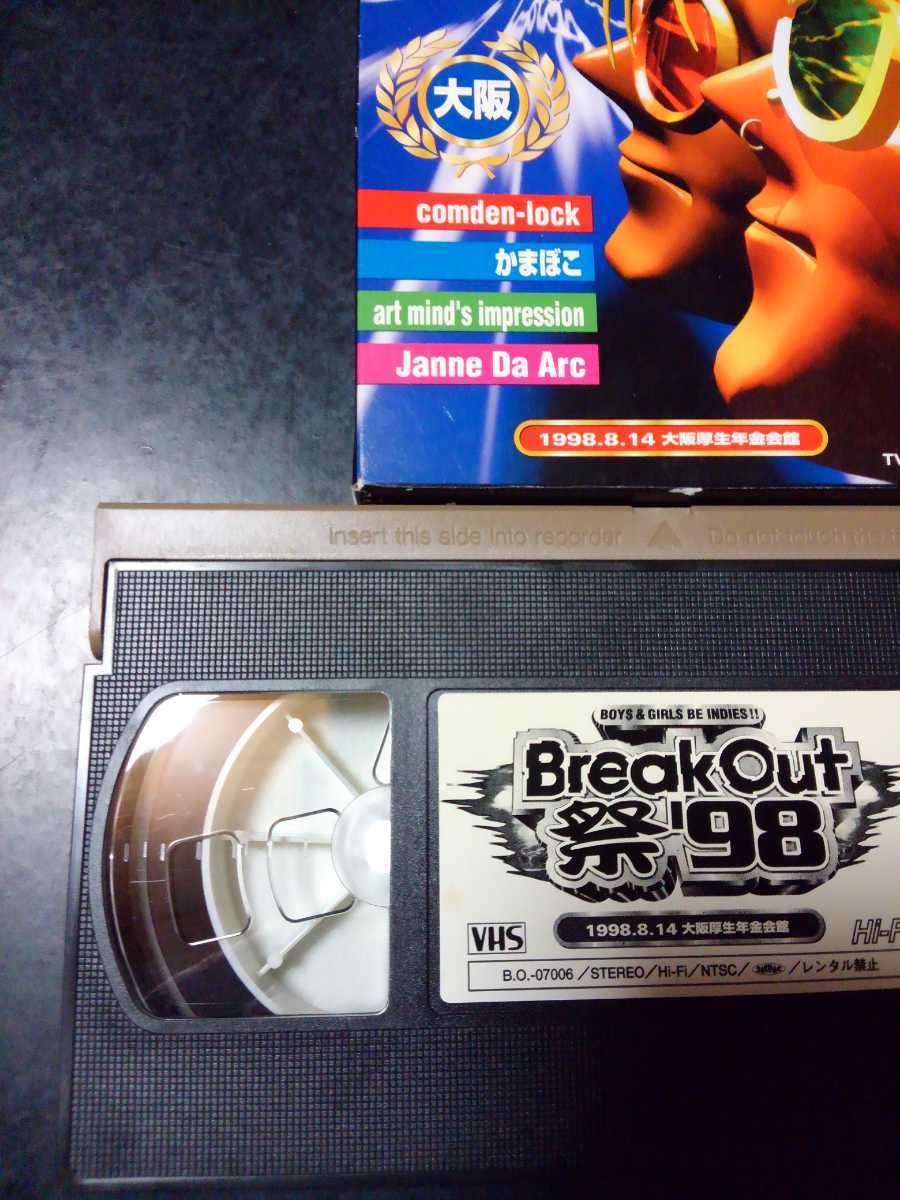 大阪
comden-lock
かまぼこ
art mind's impression
Janne Da Arc
1998.8.14 大阪厚生年金会館
TV
Insert this side into recorder Do not touch the
BOYS & GIRLS BE INDIES!!
BreakOut
祭'98
1998.8.14 大阪厚生年金会館
VHS Hi-F
B.O.-07006/STEREO/Hi-Fi/NTSC/ /レンタル禁止